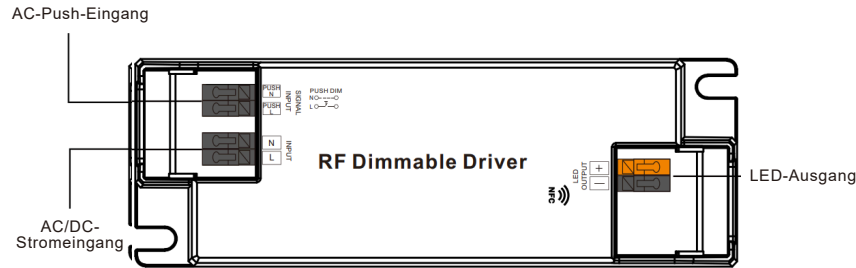 AC-Push-Eingang
PUSH
N
PUSH
L
SIGNAL
INPUT
PUSH DIM
N
L
N
L
INPUT
RF Dimmable Driver
NFC
LED
OUTPUT
+
—
LED-Ausgang
AC/DC-
Stromeingang